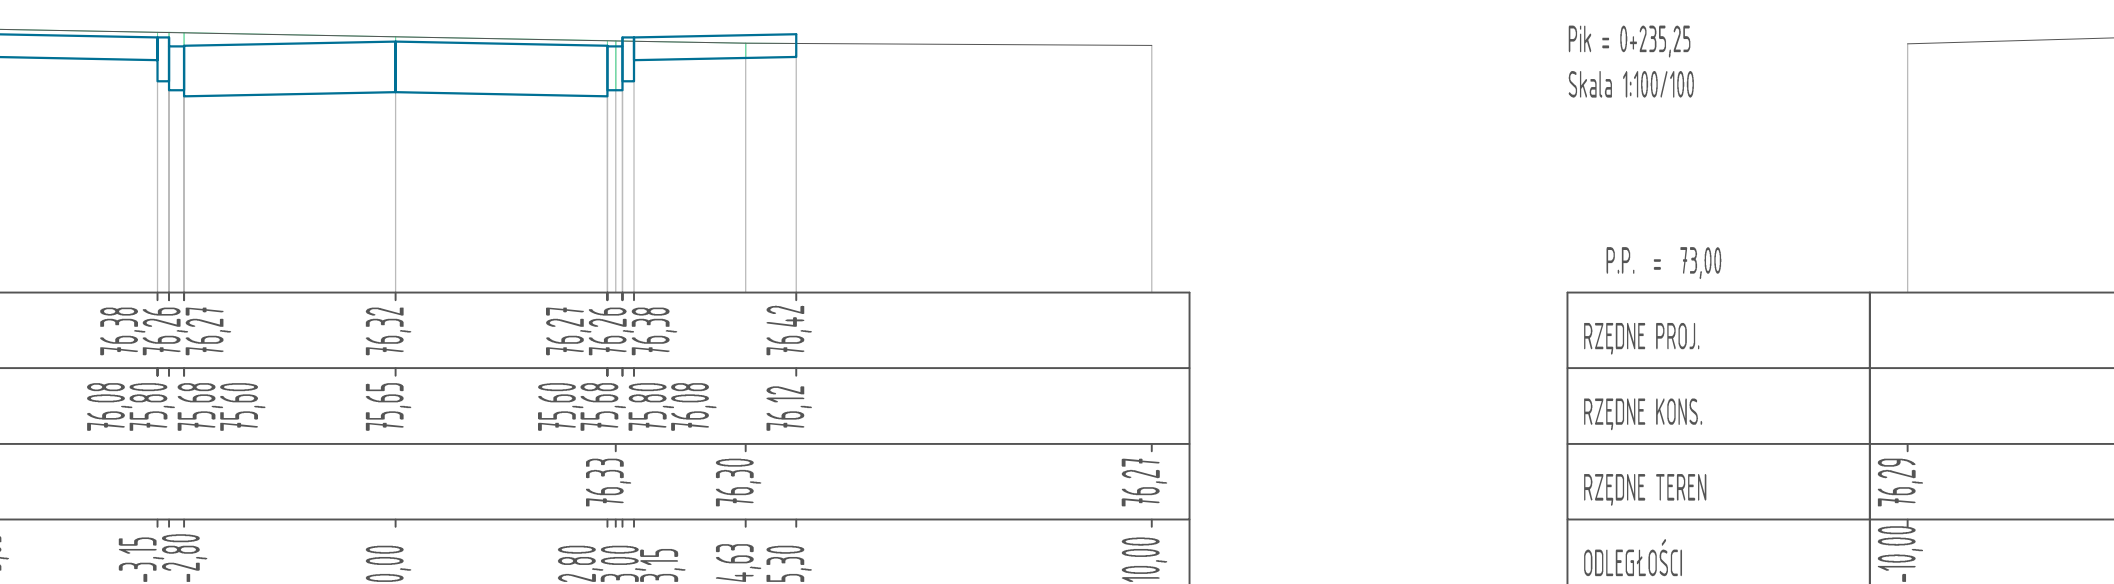 Pik = 0+235,25
Skala 1:100/100
P.P. = 73,00
76,38 76,26 76,27 76,32 76,27 76,26 76,38 76,42
RZĘDNE PROJ.
76,08 75,80 75,68 75,60 75,65 75,60 75,68 75,80 76,08 76,12
RZĘDNE KONS.
76,33 76,30 76,27
RZĘDNE TEREN
76,29
-3,15 -2,80 0,00 2,80 3,00 3,15 4,63 5,30 10,00
ODLEGŁOŚCI
-10,00